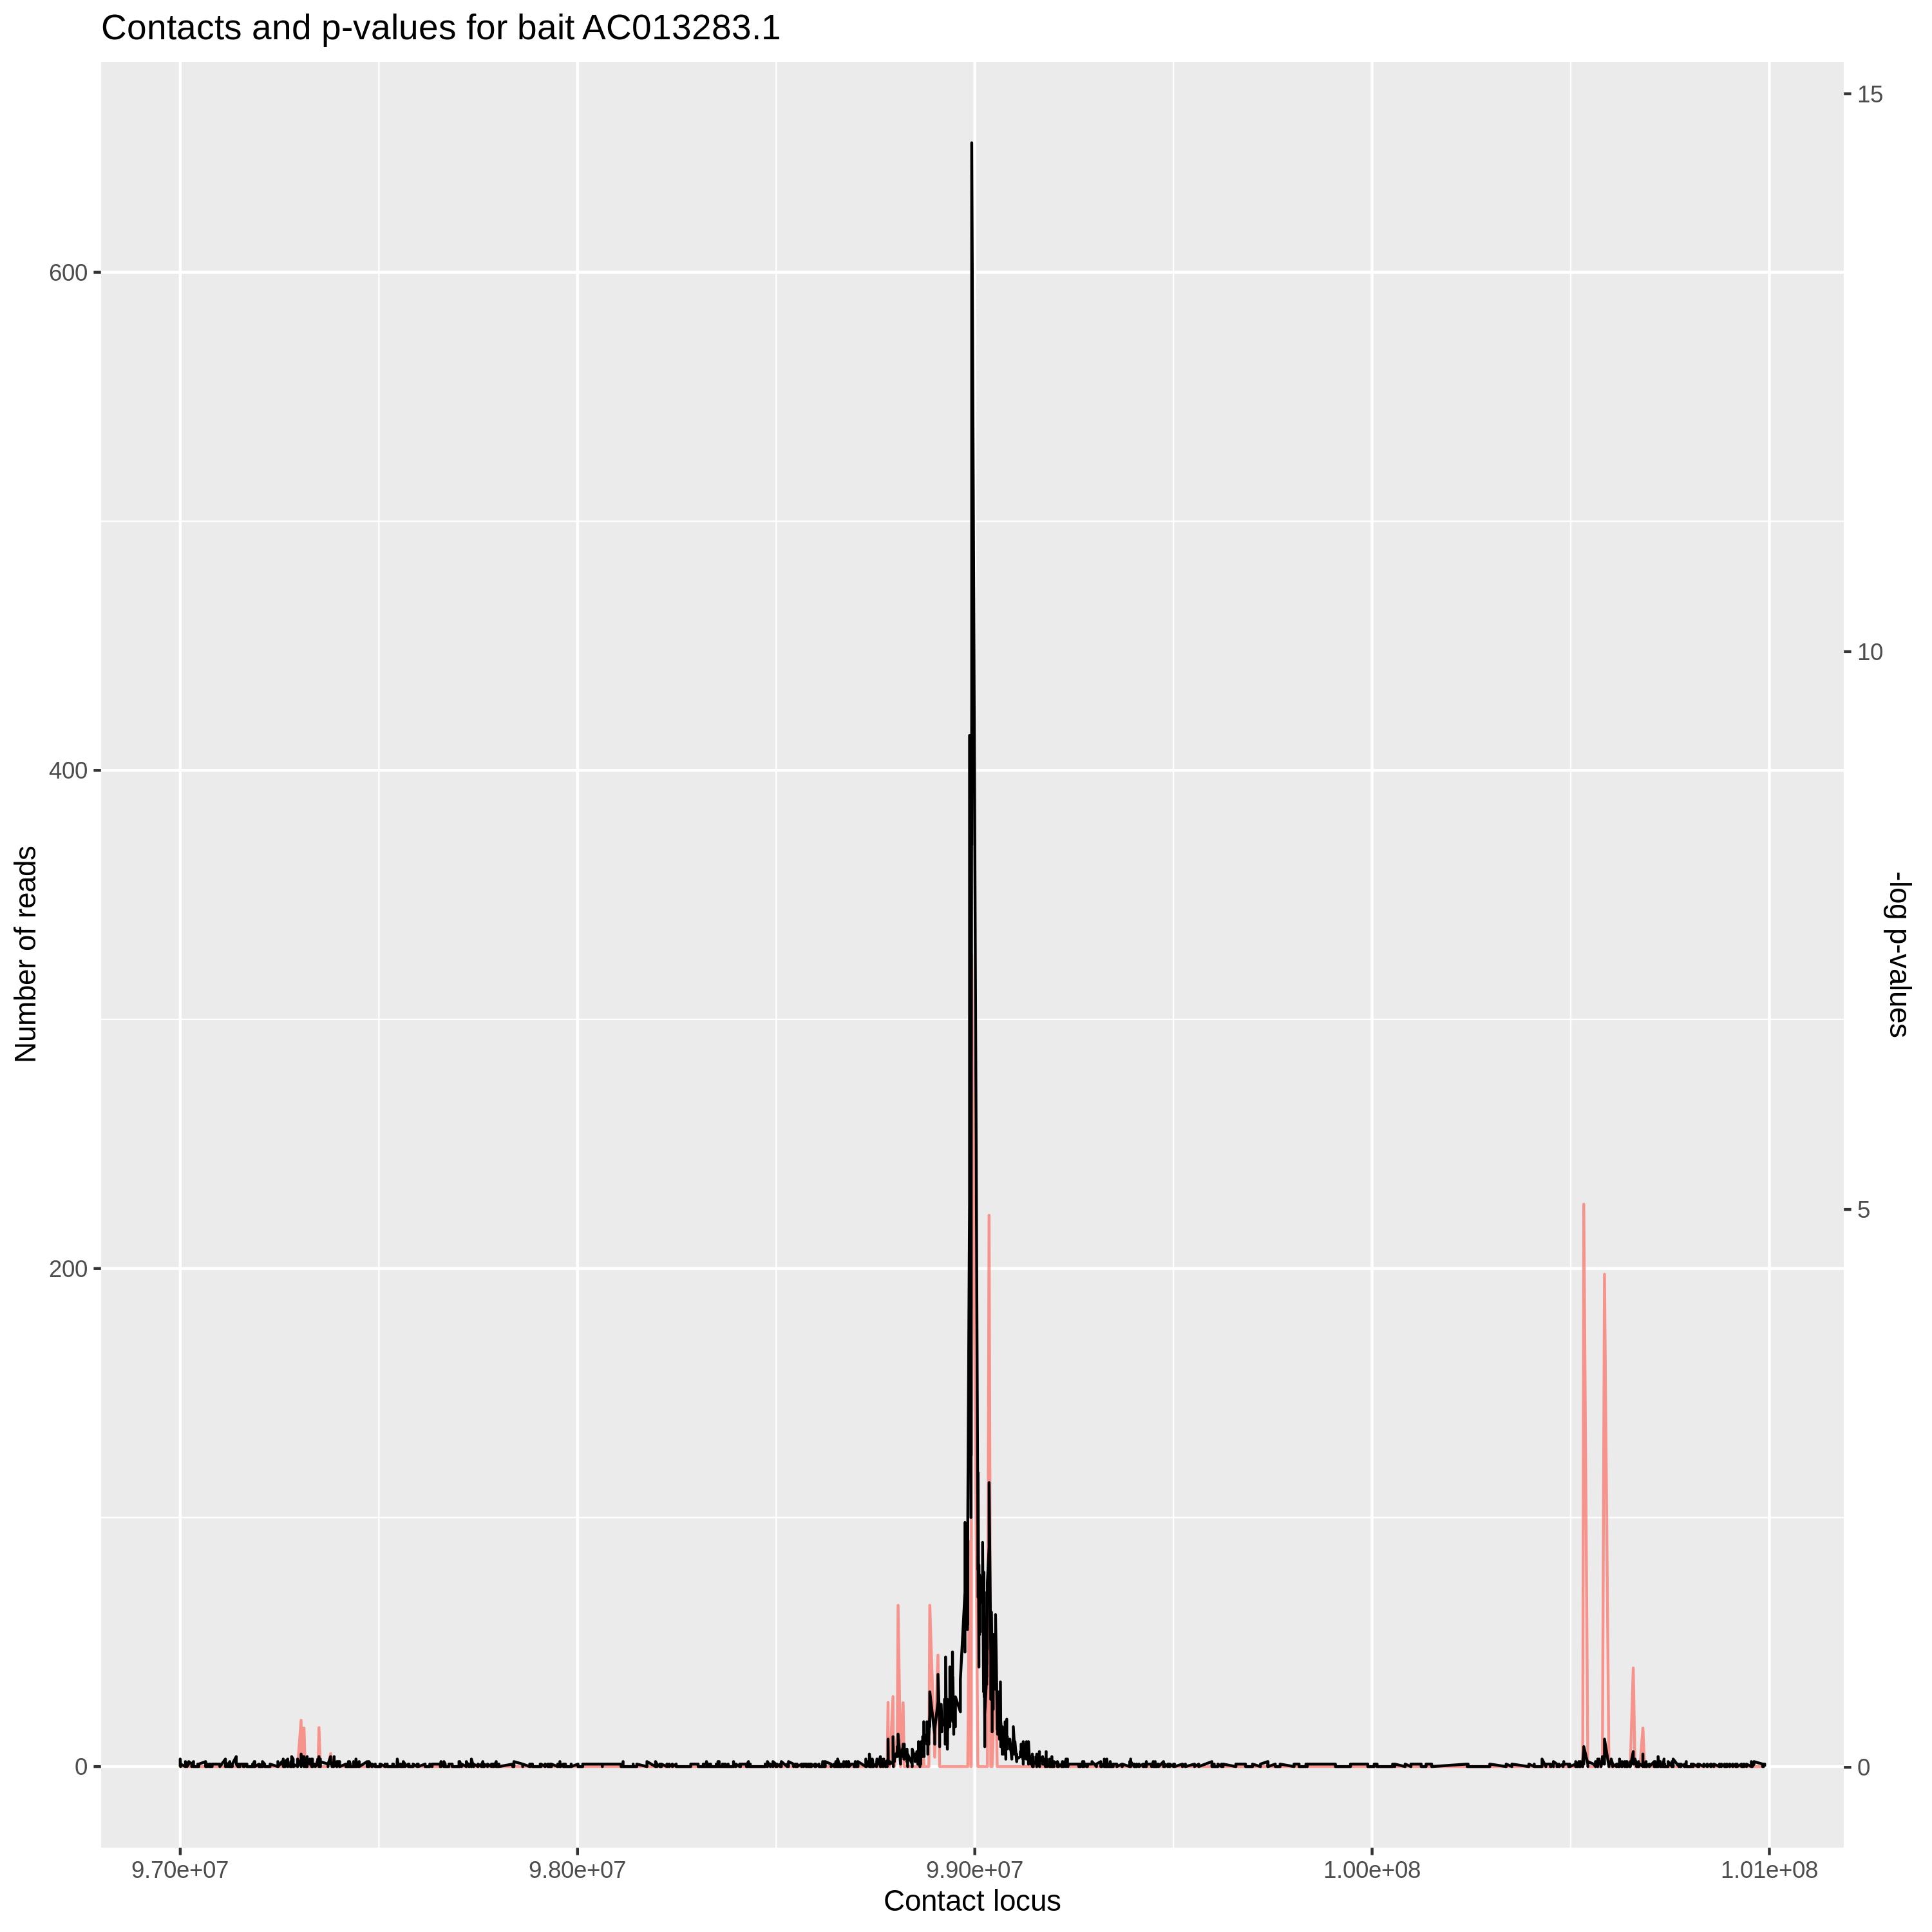 Contacts and p-values for bait AC013283.1
15
600
10
400
Number of reads
-log p-values
5
200
0
0
9.70e+07 9.80e+07 9.90e+07 1.00e+08 1.01e+08
Contact locus